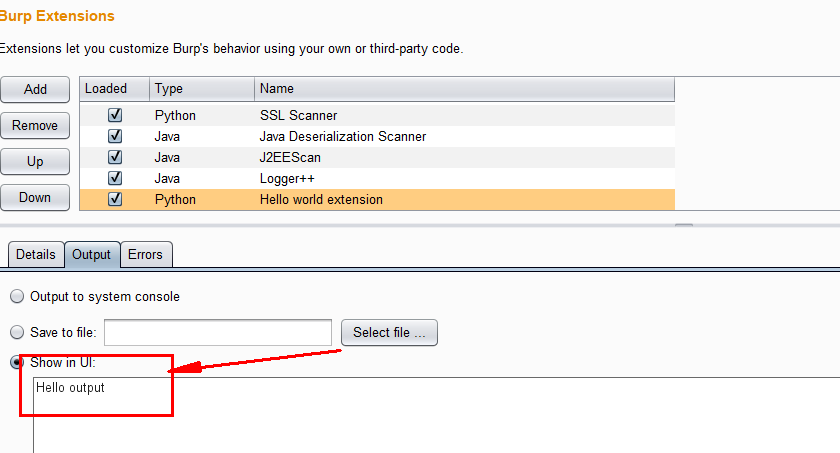 Burp Extensions
Extensions let you customize Burp's behavior using your own or third-party code.
Add
Remove
Up
Down
Loaded Type Name
Python SSL Scanner
Java Java Deserialization Scanner
Java J2EEScan
Java Logger++
Python Hello world extension
Details Output Errors
Output to system console
Save to file: Select file ...
Show in UI:
Hello output